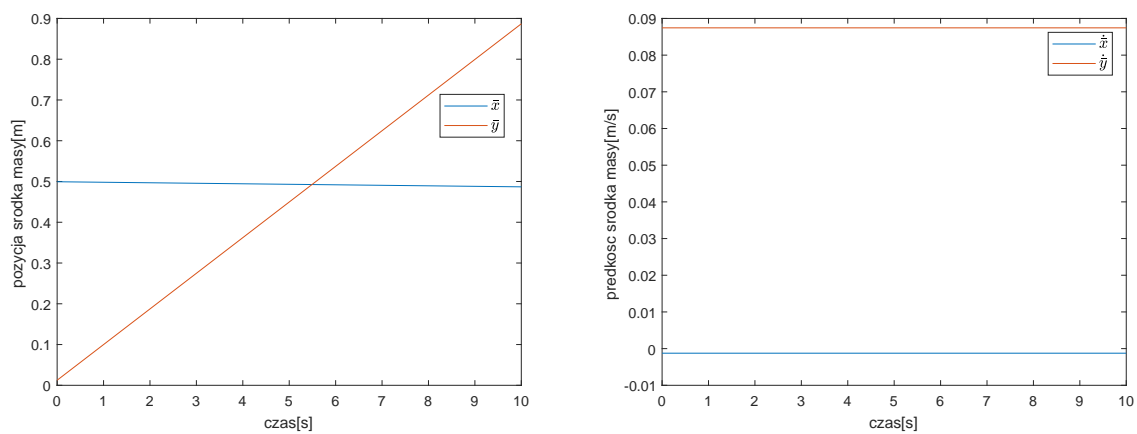 0.9
0.8
0.7
0.6
0.5
0.4
0.3
0.2
0.1
0
0 1 2 3 4 5 6 7 8 9 10
pozycja srodka masy[m]
czas[s]
x̄
ȳ
0.09
0.08
0.07
0.06
0.05
0.04
0.03
0.02
0.01
0
-0.01
0 1 2 3 4 5 6 7 8 9 10
predkosc srodka masy[m/s]
czas[s]
x̄̇
ȳ̇